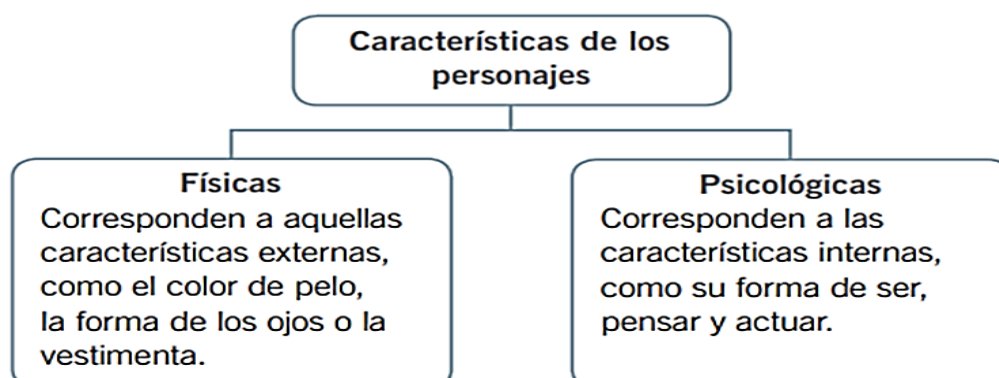 Características de los
personajes
Físicas
Corresponden a aquellas
características externas,
como el color de pelo,
la forma de los ojos o la
vestimenta.
Psicológicas
Corresponden a las
características internas,
como su forma de ser,
pensar y actuar.